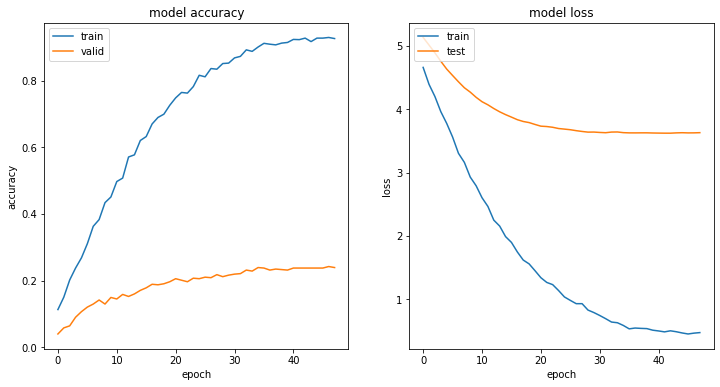 model accuracy
train
valid
accuracy
0.8
0.6
0.4
0.2
0.0
0
10
20
30
40
epoch
model loss
train
test
loss
5
4
3
2
1
0
10
20
30
40
epoch